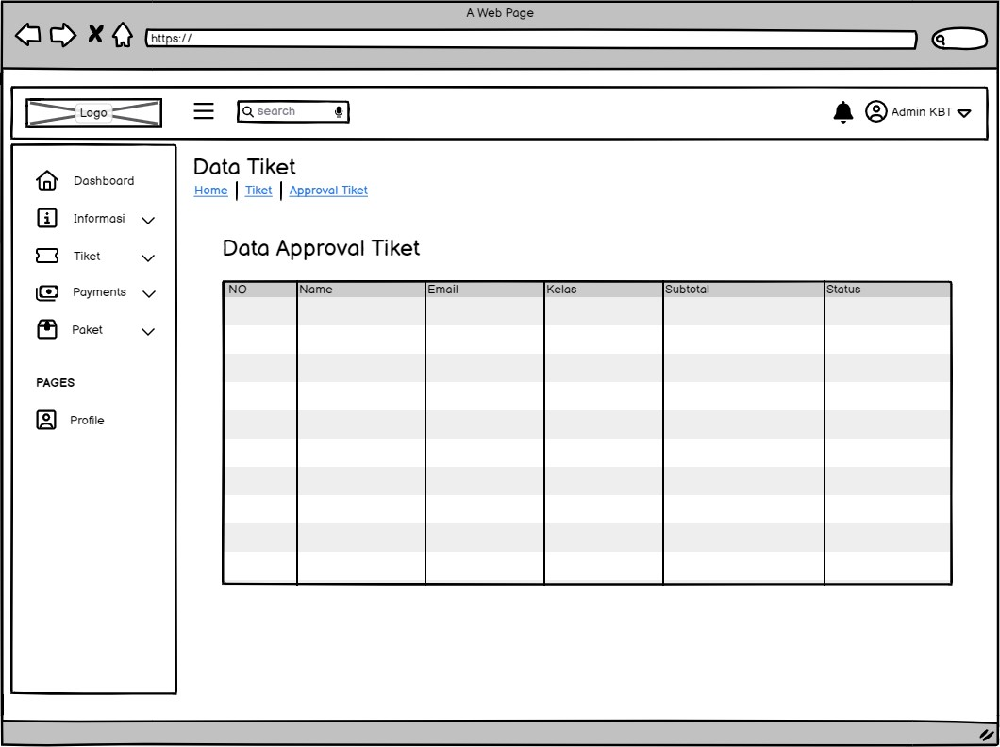 A Web Page
https://
Logo
search
Admin KBT
Dashboard
Informasi
Tiket
Payments
Paket
PAGES
Profile
Data Tiket
Home Tiket Approval Tiket
Data Approval Tiket
NO Name Email Kelas Subtotal Status